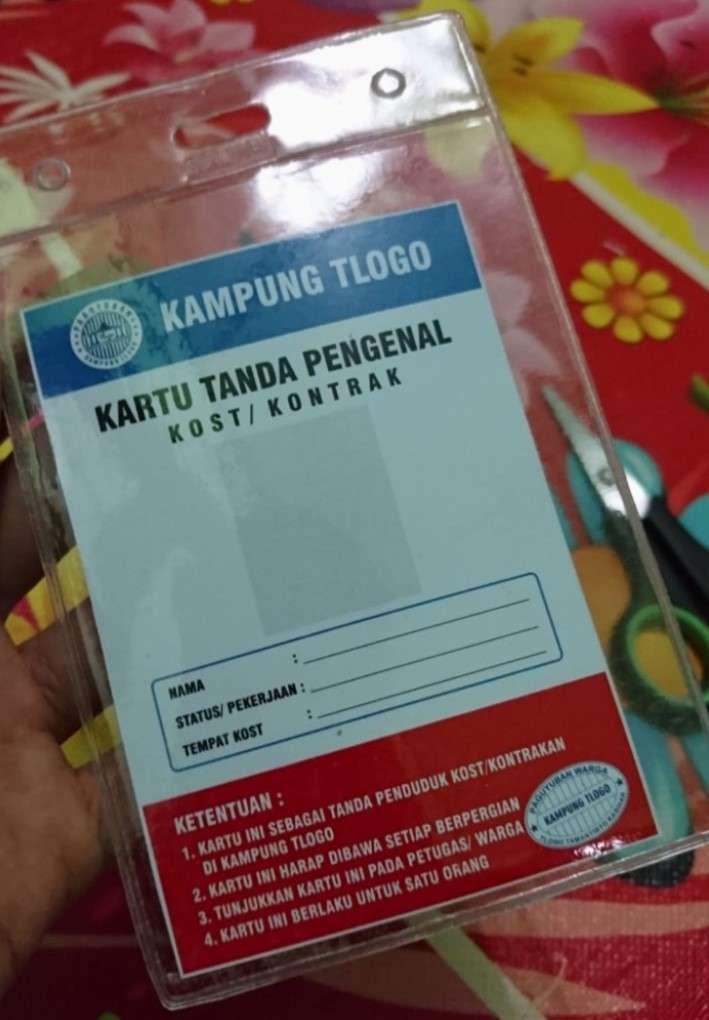 KAMPUNG TLOGO
KARTU TANDA PENGENAL
KOST/ KONTRAK
NAMA :
STATUS/ PEKERJAAN :
TEMPAT KOST :
KETENTUAN :
1. KARTU INI SEBAGAI TANDA PENDUDUK KOST/KONTRAKAN
DI KAMPUNG TLOGO
2. KARTU INI HARAP DIBAWA SETIAP BERPERGIAN
3. TUNJUKKAN KARTU INI PADA PETUGAS/ WARGA
4. KARTU INI BERLAKU UNTUK SATU ORANG
PAGUYUBAN WARGA
KAMPUNG TLOGO